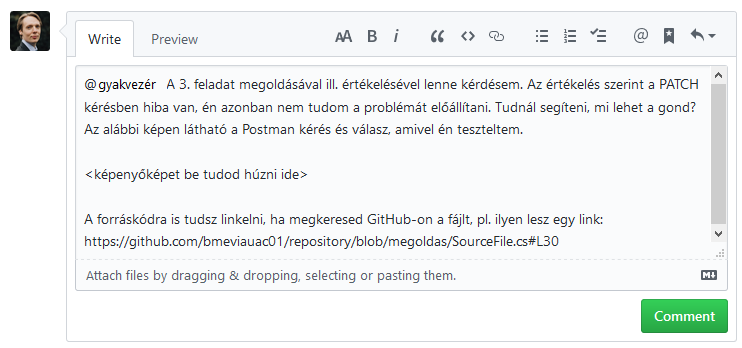 Write Preview AA B i @
@gyakvezér A 3. feladat megoldásával ill. értékelésével lenne kérdésem. Az értékelés szerint a PATCH
kérésben hiba van, én azonban nem tudom a problémát előállítani. Tudnál segíteni, mi lehet a gond?
Az alábbi képen látható a Postman kérés és válasz, amivel én teszteltem.
<képenyőképet be tudod húzni ide>
A forráskódra is tudsz linkelni, ha megkeresed GitHub-on a fájlt, pl. ilyen lesz egy link:
https://github.com/bmeviauac01/repository/blob/megoldas/SourceFile.cs#L30
Attach files by dragging & dropping, selecting or pasting them.
Comment